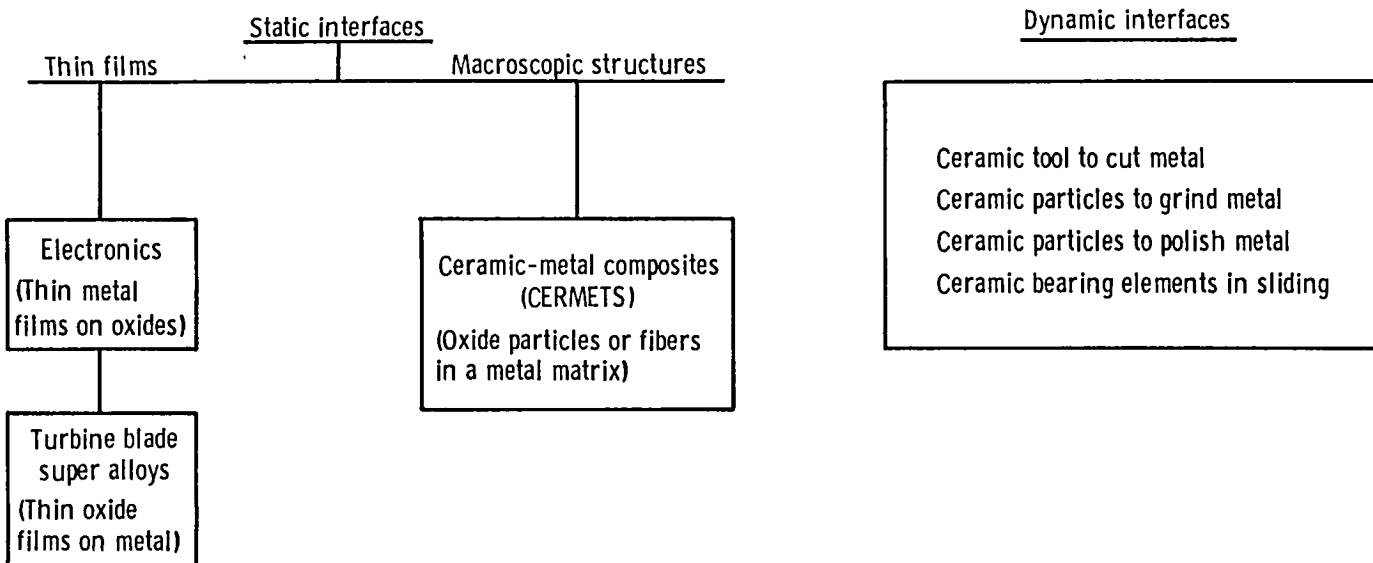 Static interfaces
Thin films
Macroscopic structures
Electronics
(Thin metal
films on oxides)
Turbine blade
super alloys
(Thin oxide
films on metal)
Ceramic-metal composites
(CERMETS)
(Oxide particles or fibers
in a metal matrix)
Dynamic interfaces
Ceramic tool to cut metal
Ceramic particles to grind metal
Ceramic particles to polish metal
Ceramic bearing elements in sliding